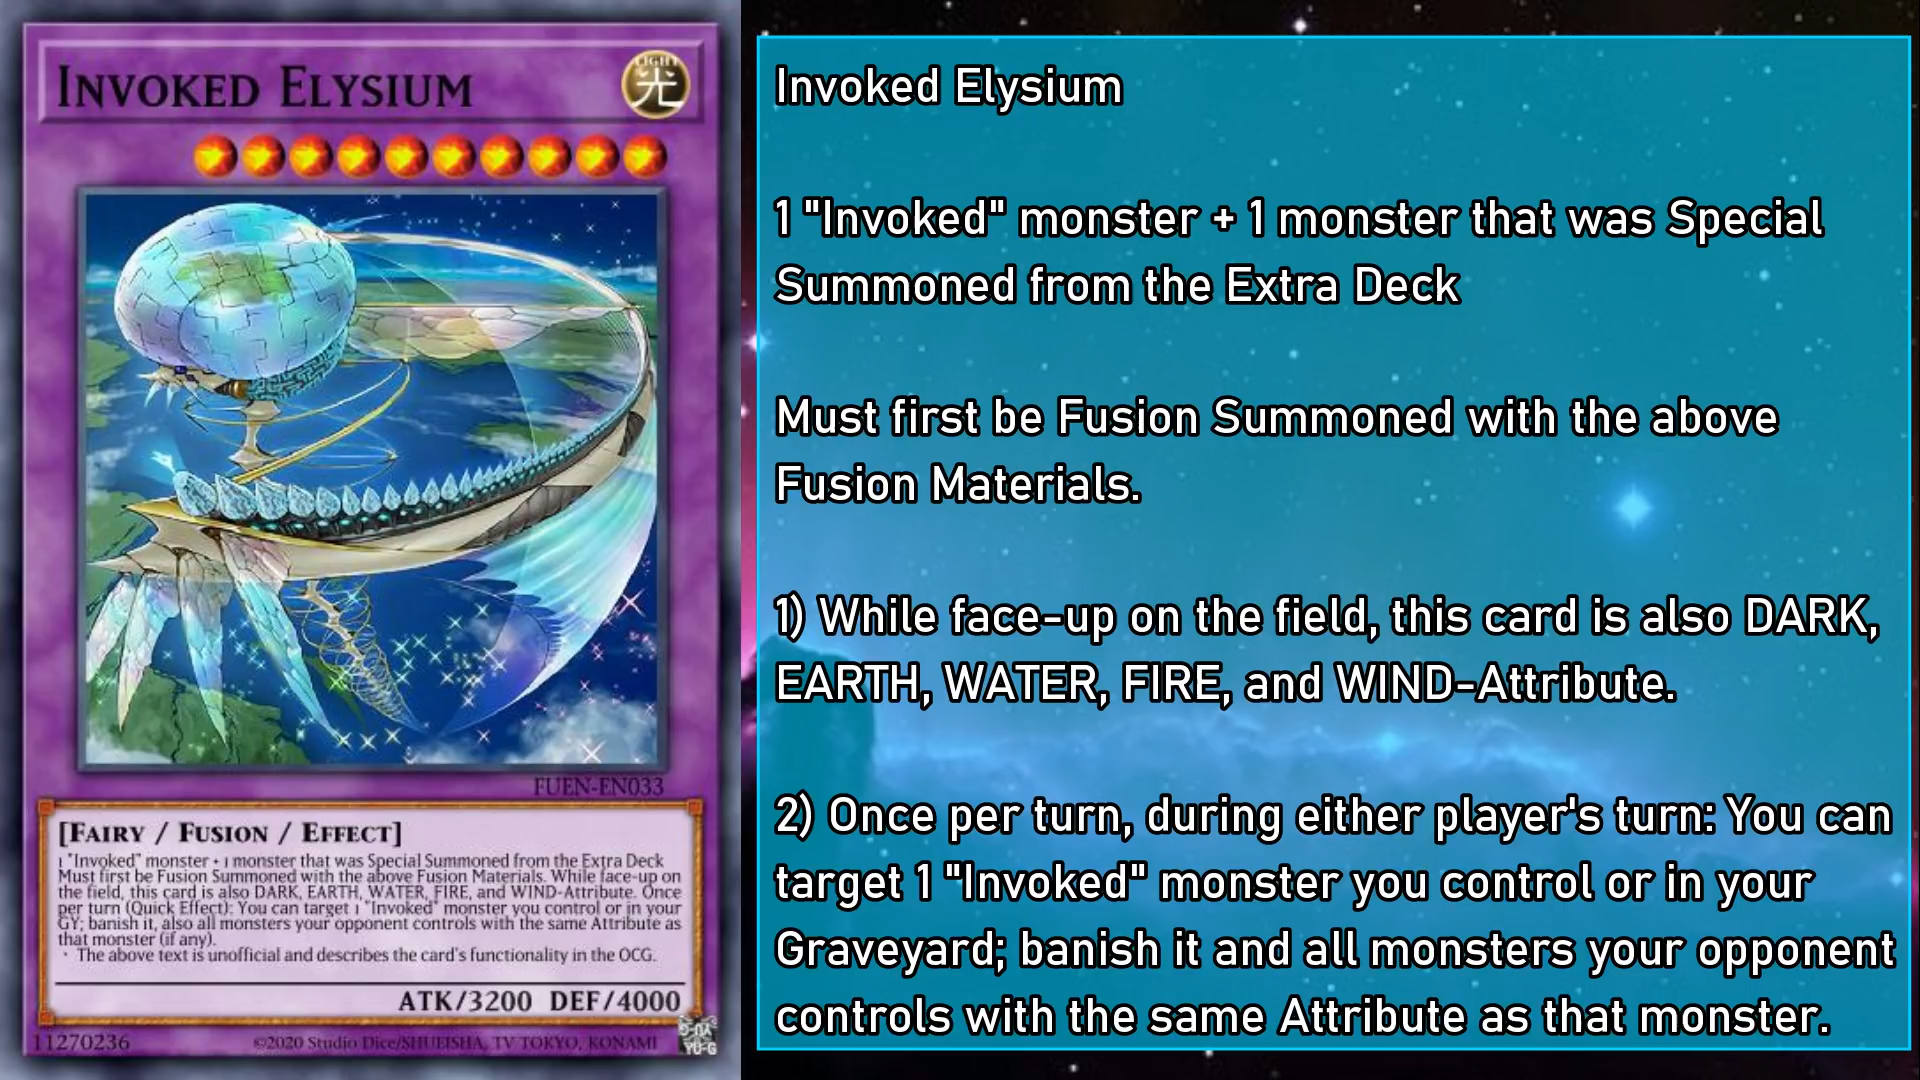 INVOKED ELYSIUM
LIGHT
光
FUEN-EN033
[FAIRY / FUSION / EFFECT]
1 "Invoked" monster + 1 monster that was Special Summoned from the Extra Deck
Must first be Fusion Summoned with the above Fusion Materials. While face-up on
the field, this card is also DARK, EARTH, WATER, FIRE, and WIND-Attribute. Once
per turn (Quick Effect): You can target 1 "Invoked" monster you control or in your
GY; banish it, also all monsters your opponent controls with the same Attribute as
that monster (if any).
· The above text is unofficial and describes the card's functionality in the OCG.
ATK/3200 DEF/4000
11270236
©2020 Studio Dice/SHUEISHA, TV TOKYO, KONAMI
Invoked Elysium
1 "Invoked" monster + 1 monster that was Special
Summoned from the Extra Deck
Must first be Fusion Summoned with the above
Fusion Materials.
1) While face-up on the field, this card is also DARK,
EARTH, WATER, FIRE, and WIND-Attribute.
2) Once per turn, during either player's turn: You can
target 1 "Invoked" monster you control or in your
Graveyard; banish it and all monsters your opponent
controls with the same Attribute as that monster.